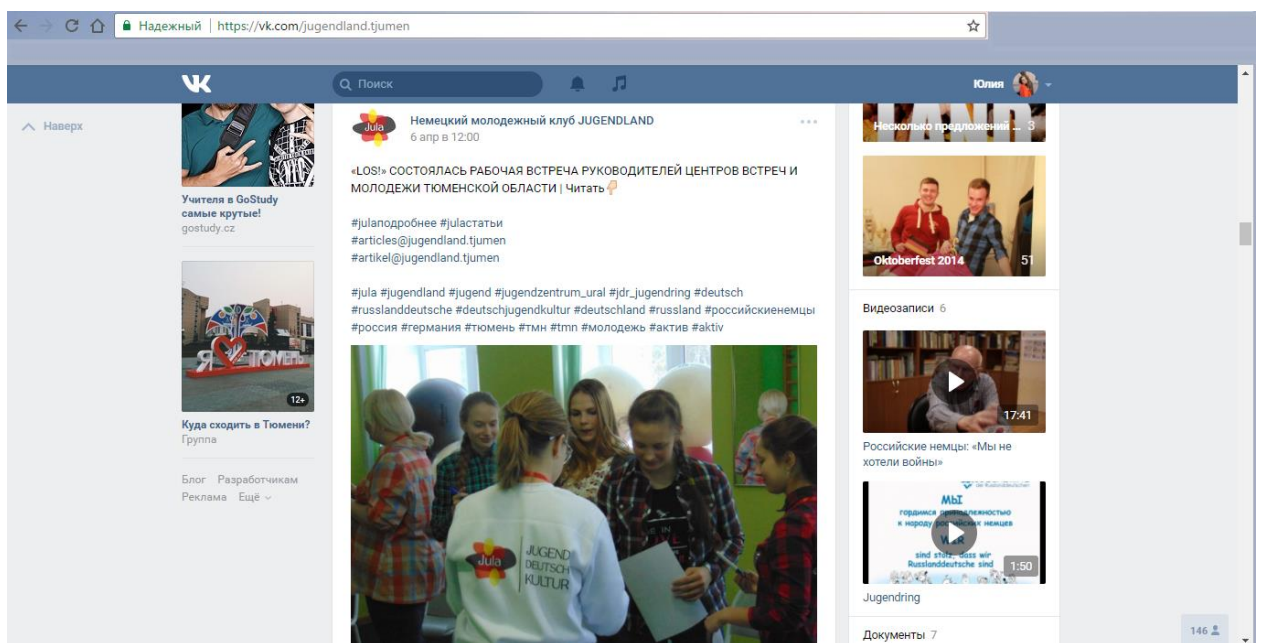 Надежный | https://vk.com/jugendland.tjumen
Поиск
Юлия
Наверх
Учителя в GoStudy
самые крутые!
gostudy.cz
Я ТЮМЕНЬ
12+
Куда сходить в Тюмени?
Группа
Блог Разработчикам
Реклама Ещё
Jula
Немецкий молодежный клуб JUGENDLAND
6 апр в 12:00
«LOS!» СОСТОЯЛАСЬ РАБОЧАЯ ВСТРЕЧА РУКОВОДИТЕЛЕЙ ЦЕНТРОВ ВСТРЕЧ И
МОЛОДЕЖИ ТЮМЕНСКОЙ ОБЛАСТИ | Читать👇🏻
#julaподробнее #julaстатьи
#articles@jugendland.tjumen
#artikel@jugendland.tjumen
#jula #jugendland #jugend #jugendzentrum_ural #jdr_jugendring #deutsch
#russlanddeutsche #deutschjugendkultur #deutschland #russland #российскиенемцы
#россия #германия #тюмень #тмн #tmn #молодежь #актив #aktiv
Jula
JUGEND
DEUTSCH
KULTUR
Несколько предложений ... 3
Oktoberfest 2014 51
Видеозаписи 6
17:41
Российские немцы: «Мы не
хотели войны»
МЫ
гордимся принадлежностью
к народу российских немцев
WIR
sind stolz, dass wir
Russlanddeutsche sind
1:50
Jugendring
Документы 7
146